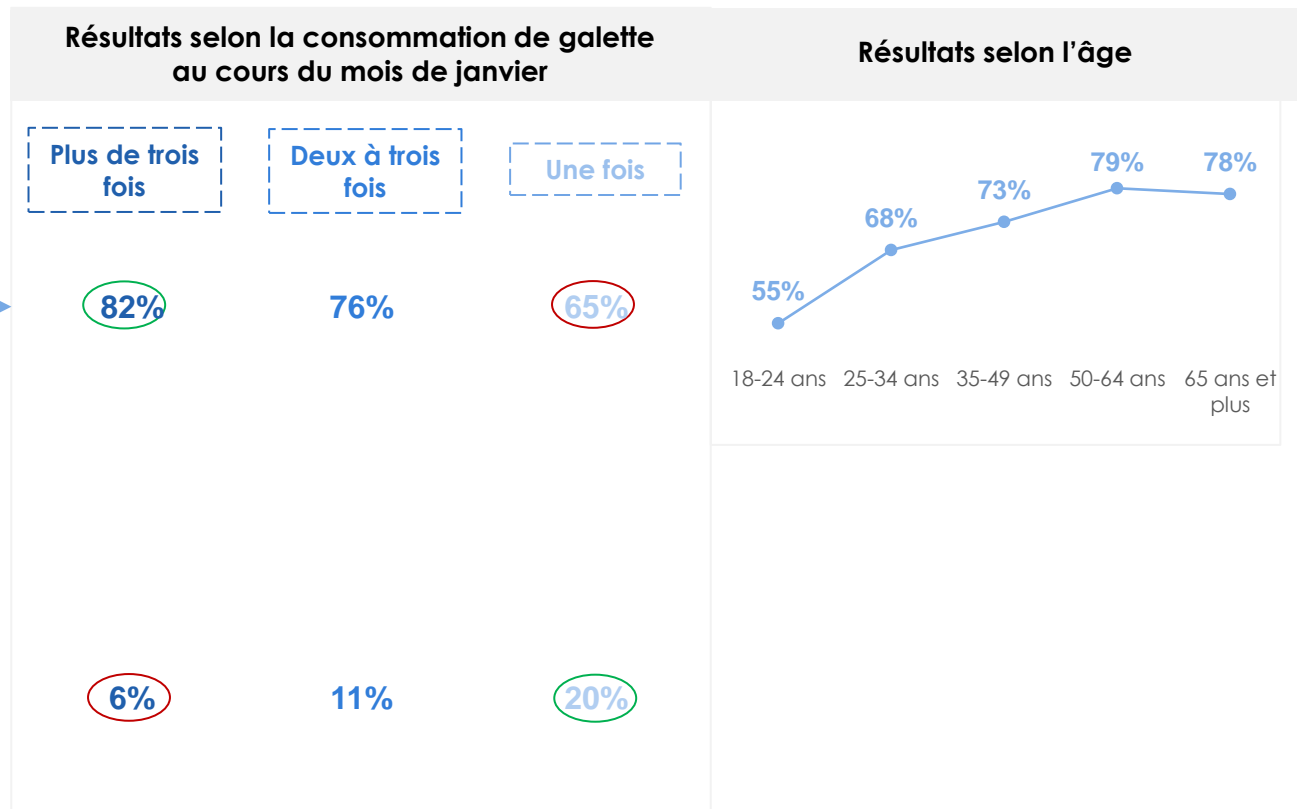 Résultats selon la consommation de galette
au cours du mois de janvier
Résultats selon l’âge
Plus de trois
fois
Deux à trois
fois
Une fois
82%
76%
65%
6%
11%
20%
55%
68%
73%
79%
78%
18-24 ans
25-34 ans
35-49 ans
50-64 ans
65 ans et
plus